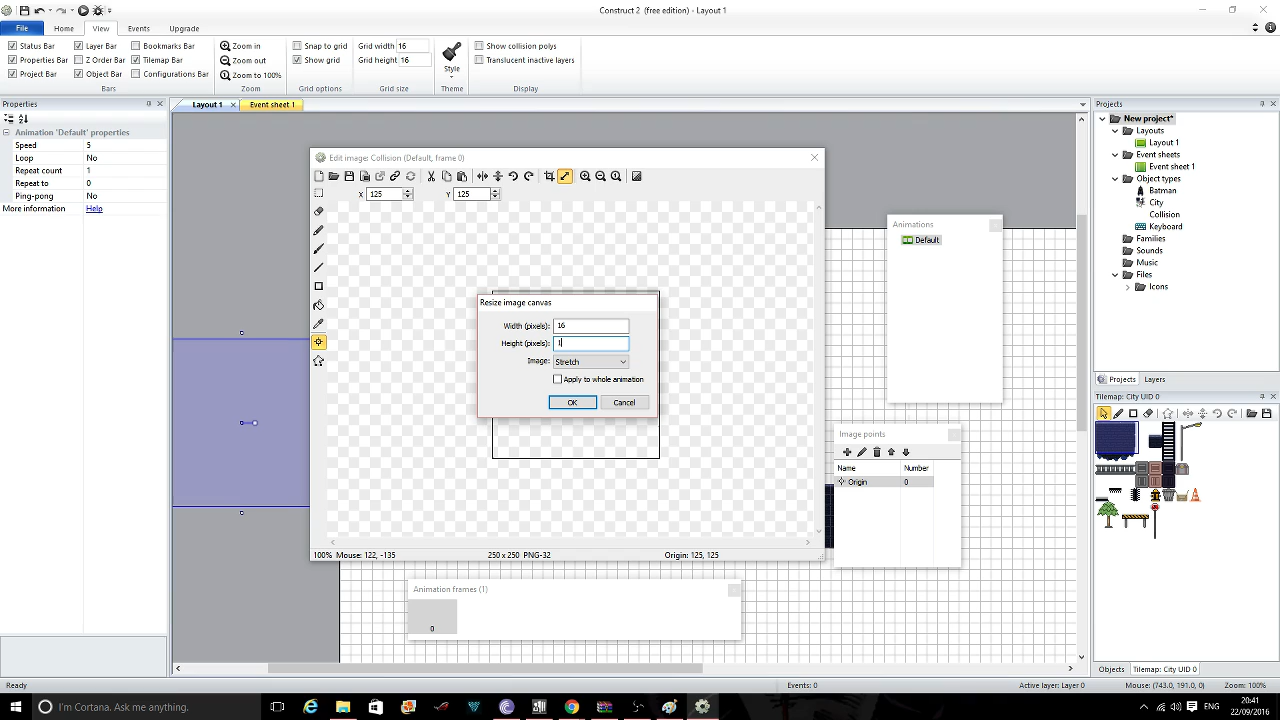 Construct 2 (free edition) - Layout 1
File Home View Events Upgrade
Status Bar Layer Bar Bookmarks Bar Zoom in Snap to grid Grid width 16 Show collision polys
Properties Bar Z Order Bar Tilemap Bar Zoom out Show grid Grid height 16 Style Translucent inactive layers
Project Bar Object Bar Configurations Bar Zoom to 100%
Bars Zoom Grid options Grid size Theme Display
Properties
Layout 1 Event sheet 1
Projects
Animation 'Default' properties
Speed 5
Loop No
Repeat count 1
Repeat to 0
Ping-pong No
More information Help
New project*
Layouts
Layout 1
Event sheets
Event sheet 1
Object types
Batman
City
Collision
Keyboard
Families
Sounds
Music
Files
Icons
Edit image: Collision (Default, frame 0)
X 125 Y 125
Animations
Default
Resize image canvas
Width (pixels): 16
Height (pixels): 1
Image: Stretch
Apply to whole animation
OK Cancel
Projects Layers
Tilemap: City UID 0
Image points
Name Number
Origin 0
100% Mouse: 122, -135 250 x 250 PNG-32 Origin: 125, 125
Animation frames (1)
0
Objects Tilemap: City UID 0
Ready Events: 0 Active layer: Layer 0 Mouse: (743.0, 191.0, 0) Zoom: 100%
I'm Cortana. Ask me anything.
ENG
20:41
22/09/2016